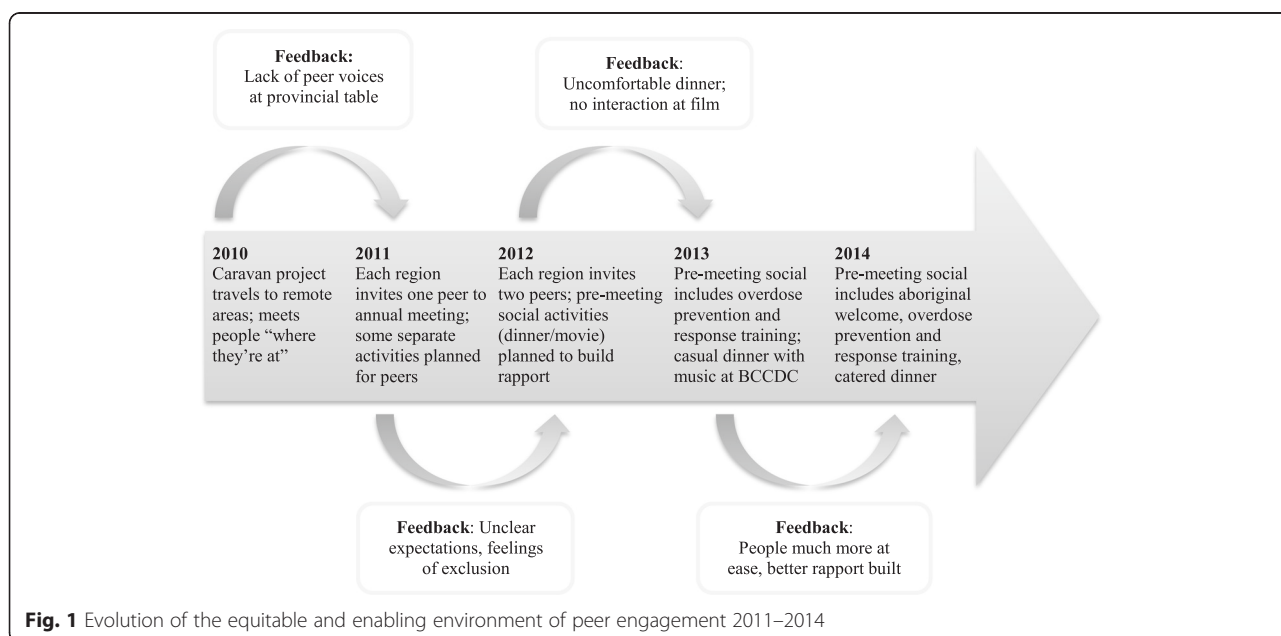 Feedback:
Lack of peer voices
at provincial table
Feedback:
Uncomfortable dinner;
no interaction at film
2010
Caravan project
travels to remote
areas; meets
people “where
they’re at”
2011
Each region
invites one peer to
annual meeting;
some separate
activities planned
for peers
2012
Each region invites
two peers; pre-meeting
social activities
(dinner/movie)
planned to build
rapport
2013
Pre-meeting social
includes overdose
prevention and
response training;
casual dinner with
music at BCCDC
2014
Pre-meeting social
includes aboriginal
welcome, overdose
prevention and
response training,
catered dinner
Feedback: Unclear
expectations, feelings
of exclusion
Feedback:
People much more at
ease, better rapport built
Fig. 1 Evolution of the equitable and enabling environment of peer engagement 2011–2014